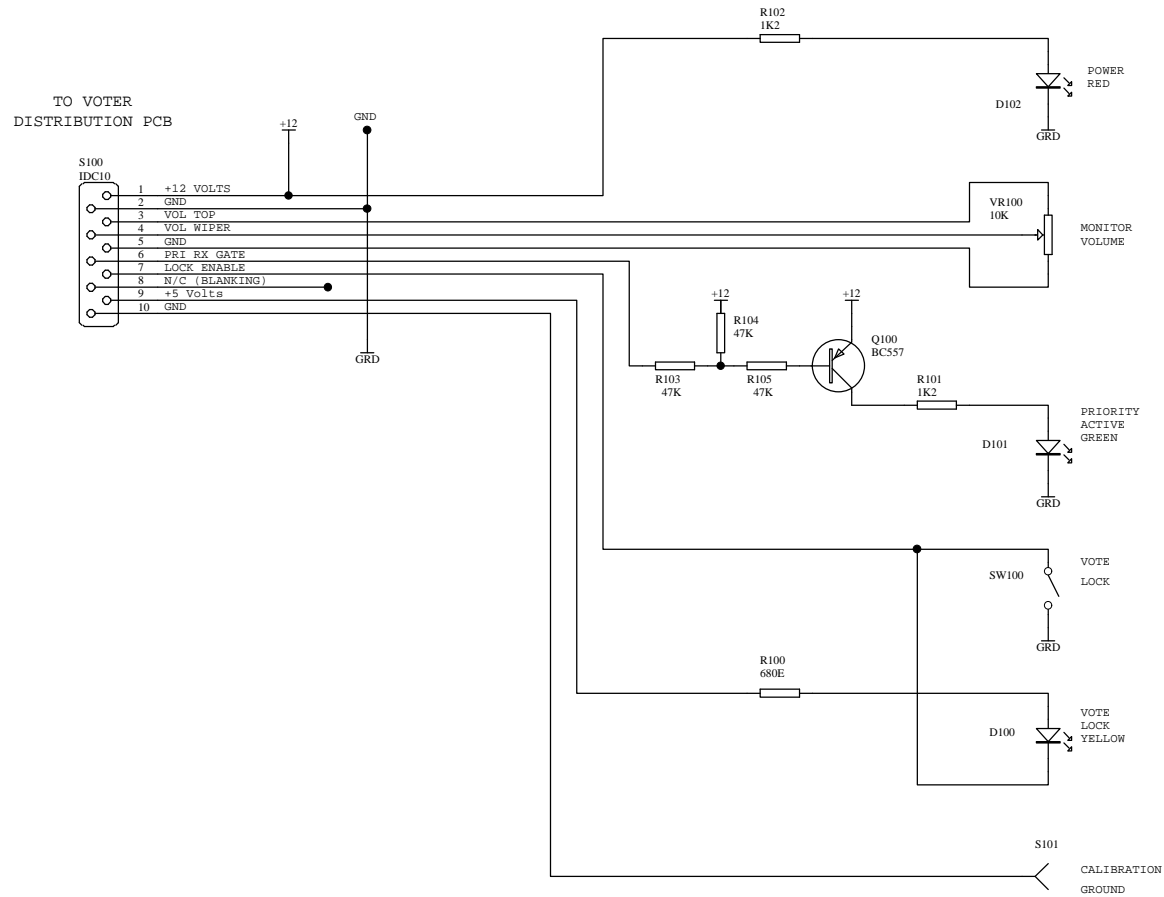 R102
1K2
POWER
RED
D102
GRD
TO VOTER
DISTRIBUTION PCB
+12
GND
S100
IDC10
1 +12 VOLTS
2 GND
3 VOL TOP
4 VOL WIPER
5 GND
6 PRI RX GATE
7 LOCK ENABLE
8 N/C (BLANKING)
9 +5 Volts
10 GND
GRD
VR100
10K
MONITOR
VOLUME
+12
R104
47K
+12
Q100
BC557
R103
47K
R105
47K
R101
1K2
PRIORITY
ACTIVE
GREEN
D101
GRD
SW100
VOTE
LOCK
GRD
R100
680E
D100
VOTE
LOCK
YELLOW
S101
CALIBRATION
GROUND